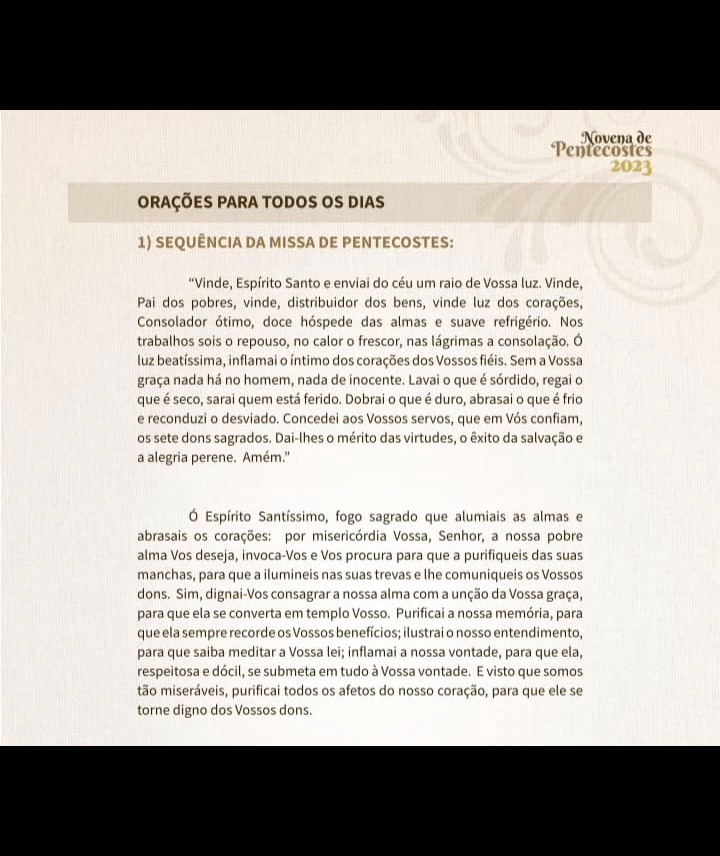 Novena de
Pentecostes
2023
ORAÇÕES PARA TODOS OS DIAS
1) SEQUÊNCIA DA MISSA DE PENTECOSTES:
“Vinde, Espírito Santo e enviai do céu um raio de Vossa luz. Vinde,
Pai dos pobres, vinde, distribuidor dos bens, vinde luz dos corações,
Consolador ótimo, doce hóspede das almas e suave refrigério. Nos
trabalhos sois o repouso, no calor o frescor, nas lágrimas a consolação. Ó
luz beatíssima, inflamai o íntimo dos corações dos Vossos fiéis. Sem a Vossa
graça nada há no homem, nada de inocente. Lavai o que é sórdido, regai o
que é seco, sarai quem está ferido. Dobrai o que é duro, abrasai o que é frio
e reconduzi o desviado. Concedei aos Vossos servos, que em Vós confiam,
os sete dons sagrados. Dai-lhes o mérito das virtudes, o êxito da salvação e
a alegria perene. Amém.”
Ó Espírito Santíssimo, fogo sagrado que alumiais as almas e
abrasais os corações: por misericórdia Vossa, Senhor, a nossa pobre
alma Vos deseja, invoca-Vos e Vos procura para que a purifiqueis das suas
manchas, para que a ilumineis nas suas trevas e lhe comuniqueis os Vossos
dons. Sim, dignai-Vos consagrar a nossa alma com a unção da Vossa graça,
para que ela se converta em templo Vosso. Purificai a nossa memória, para
que ela sempre recorde os Vossos benefícios; ilustrai o nosso entendimento,
para que saiba meditar a Vossa lei; inflamai a nossa vontade, para que ela,
respeitosa e dócil, se submeta em tudo à Vossa vontade. E visto que somos
tão miseráveis, purificai todos os afetos do nosso coração, para que ele se
torne digno dos Vossos dons.